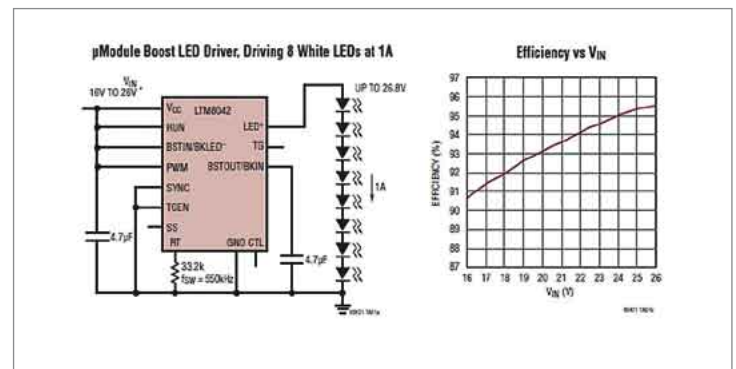 µModule Boost LED Driver, Driving 8 White LEDs at 1A
VIN
16V TO 26V*
VCC
LTM8042
RUN
LED+
BSTIN/BKLED–
TG
PWM
BSTOUT/BKIN
SYNC
TGEN
SS
RT
GND
CTL
4.7µF
33.2k
fSW = 550kHz
4.7µF
UP TO 26.8V
1A
Efficiency vs VIN
EFFICIENCY (%)
97
96
95
94
93
92
91
90
89
88
87
16 17 18 19 20 21 22 23 24 25 26
VIN (V)